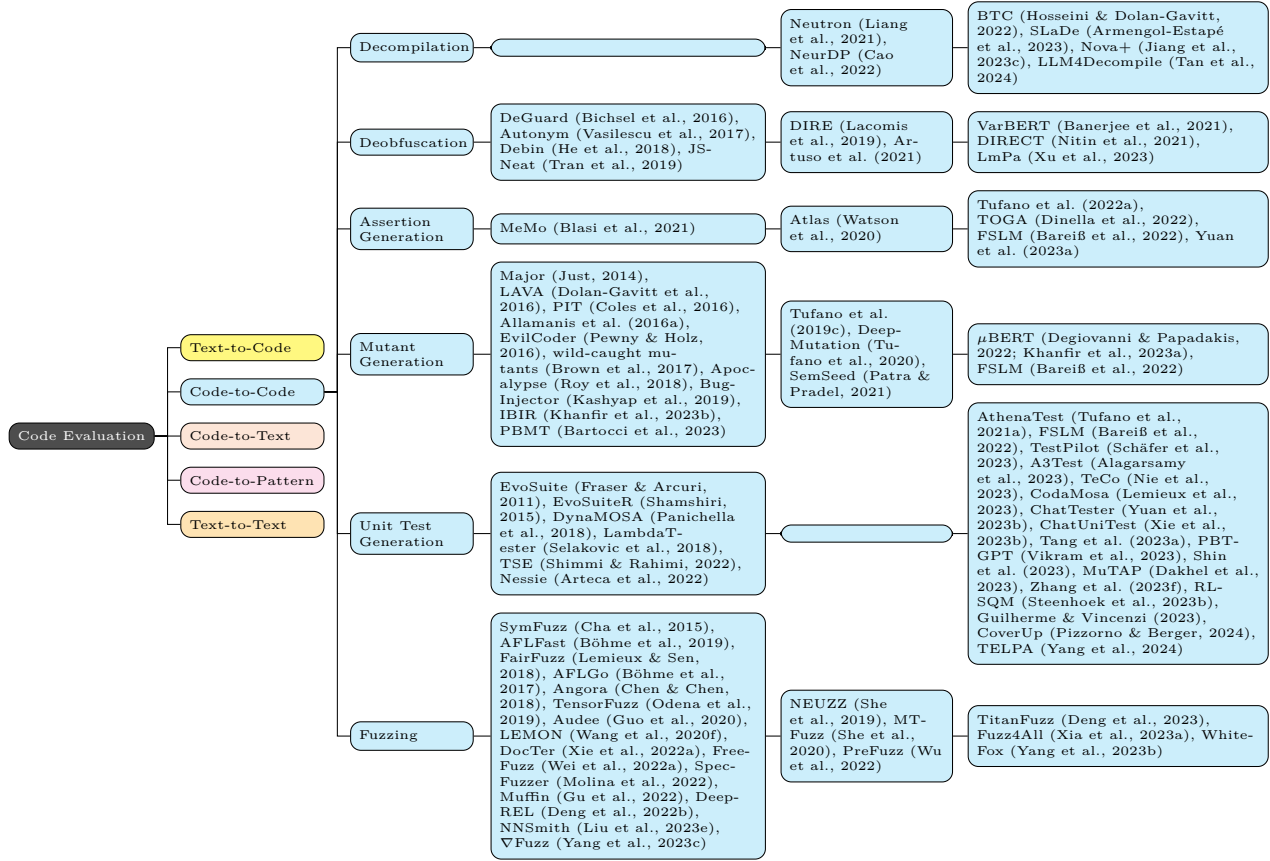 Code Evaluation
Text-to-Code
Code-to-Code
Code-to-Text
Code-to-Pattern
Text-to-Text
Decompilation
Neutron (Liang
et al., 2021),
NeurDP (Cao
et al., 2022)
BTC (Hosseini & Dolan-Gavitt,
2022), SLaDe (Armengol-Estapé
et al., 2023), Nova+ (Jiang et al.,
2023c), LLM4Decompile (Tan et al.,
2024)
Deobfuscation
DeGuard (Bichsel et al., 2016),
Autonym (Vasilescu et al., 2017),
Debin (He et al., 2018), JS-
Neat (Tran et al., 2019)
DIRE (Lacomis
et al., 2019), Ar-
tuso et al. (2021)
VarBERT (Banerjee et al., 2021),
DIRECT (Nitin et al., 2021),
LmPa (Xu et al., 2023)
Assertion
Generation
MeMo (Blasi et al., 2021)
Atlas (Watson
et al., 2020)
Tufano et al. (2022a),
TOGA (Dinella et al., 2022),
FSLM (Bareiß et al., 2022), Yuan
et al. (2023a)
Mutant
Generation
Major (Just, 2014),
LAVA (Dolan-Gavitt et al.,
2016), PIT (Coles et al., 2016),
Allamanis et al. (2016a),
EvilCoder (Pewny & Holz,
2016), wild-caught mu-
tants (Brown et al., 2017), Apoc-
alypse (Roy et al., 2018), Bug-
Injector (Kashyap et al., 2019),
IBIR (Khanfir et al., 2023b),
PBMT (Bartocci et al., 2023)
Tufano et al.
(2019c), Deep-
Mutation (Tu-
fano et al., 2020),
SemSeed (Patra &
Pradel, 2021)
μBERT (Degiovanni & Papadakis,
2022; Khanfir et al., 2023a),
FSLM (Bareiß et al., 2022)
Unit Test
Generation
EvoSuite (Fraser & Arcuri,
2011), EvoSuiteR (Shamshiri,
2015), DynaMOSA (Panichella
et al., 2018), LambdaT-
ester (Selakovic et al., 2018),
TSE (Shimmi & Rahimi, 2022),
Nessie (Arteca et al., 2022)
AthenaTest (Tufano et al.,
2021a), FSLM (Bareiß et al.,
2022), TestPilot (Schäfer et al.,
2023), A3Test (Alagarsamy
et al., 2023), TeCo (Nie et al.,
2023), CodaMosa (Lemieux et al.,
2023), ChatTester (Yuan et al.,
2023b), ChatUniTest (Xie et al.,
2023b), Tang et al. (2023a), PBT-
GPT (Vikram et al., 2023), Shin
et al. (2023), MuTAP (Dakhel et al.,
2023), Zhang et al. (2023f), RL-
SQM (Steenhoek et al., 2023b),
Guilherme & Vincenzi (2023),
CoverUp (Pizzorno & Berger, 2024),
TELPA (Yang et al., 2024)
Fuzzing
SymFuzz (Cha et al., 2015),
AFLFast (Böhme et al., 2019),
FairFuzz (Lemieux & Sen,
2018), AFLGo (Böhme et al.,
2017), Angora (Chen & Chen,
2018), TensorFuzz (Odena et al.,
2019), Audee (Guo et al., 2020),
LEMON (Wang et al., 2020f),
DocTer (Xie et al., 2022a), Free-
Fuzz (Wei et al., 2022a), Spec-
Fuzzer (Molina et al., 2022),
Muffin (Gu et al., 2022), Deep-
REL (Deng et al., 2022b),
NNSmith (Liu et al., 2023e),
∇Fuzz (Yang et al., 2023c)
NEUZZ (She
et al., 2019), MT-
Fuzz (She et al.,
2020), PreFuzz (Wu
et al., 2022)
TitanFuzz (Deng et al., 2023),
Fuzz4All (Xia et al., 2023a), White-
Fox (Yang et al., 2023b)